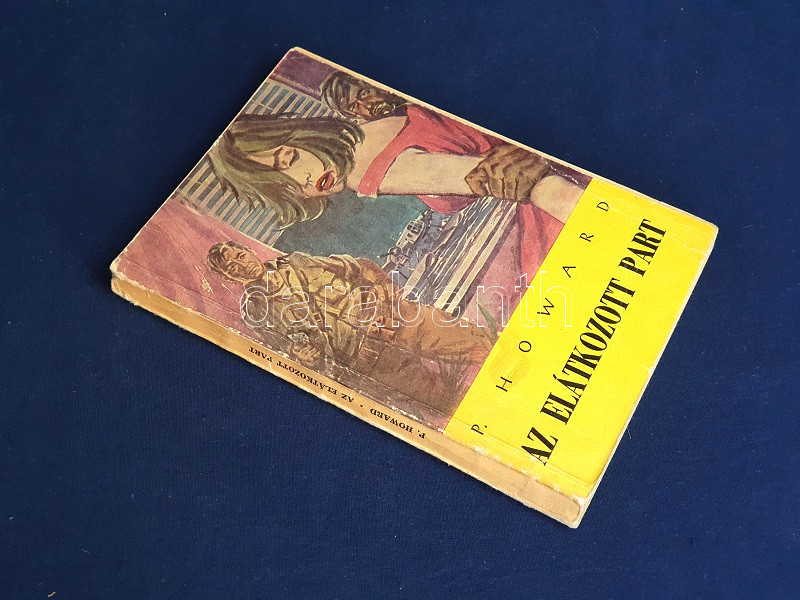 P. HOWARD
AZ ELÁTKOZOTT PART
P. HOWARD • AZ ELÁTKOZOTT PART
darabanth